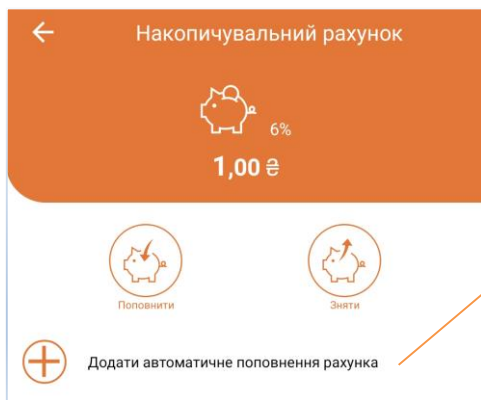 Накопичувальний рахунок
6%
1,00 ₴
Поповнити
Зняти
Додати автоматичне поповнення рахунка